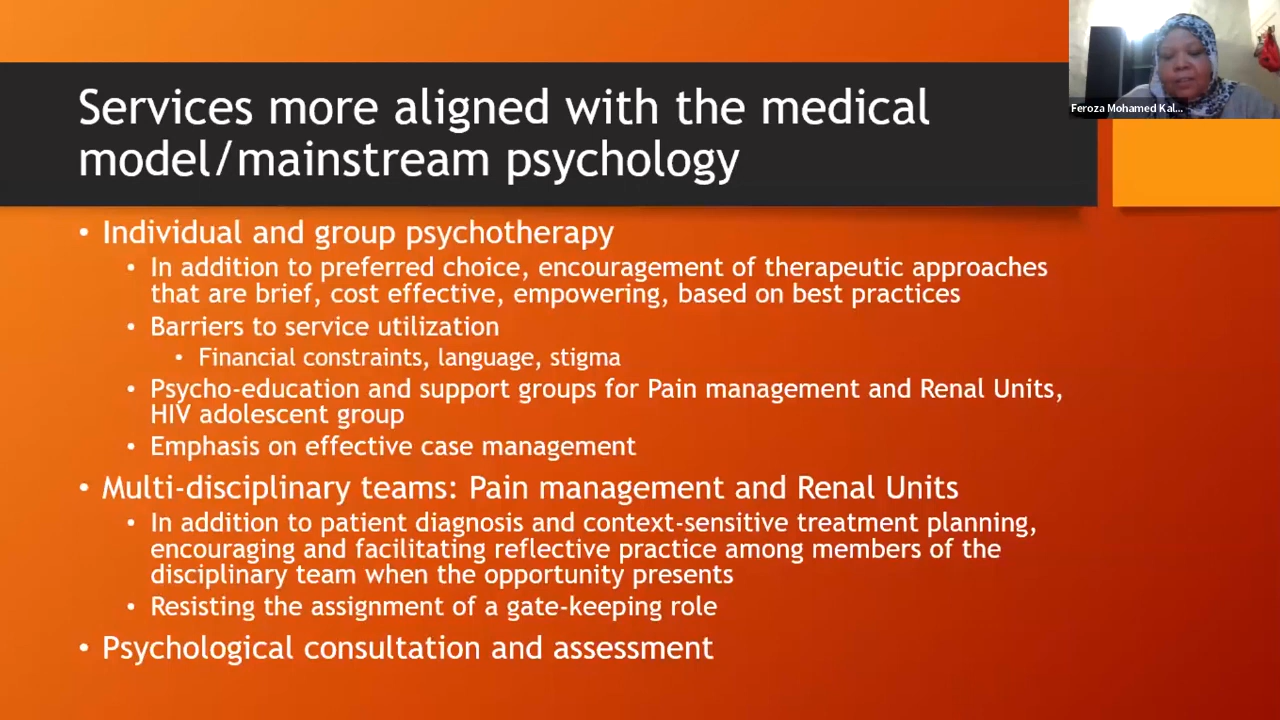 Services more aligned with the medical
model/mainstream psychology
Feroza Mohamed Kal...
• Individual and group psychotherapy
• In addition to preferred choice, encouragement of therapeutic approaches
that are brief, cost effective, empowering, based on best practices
• Barriers to service utilization
• Financial constraints, language, stigma
• Psycho-education and support groups for Pain management and Renal Units,
HIV adolescent group
• Emphasis on effective case management
• Multi-disciplinary teams: Pain management and Renal Units
• In addition to patient diagnosis and context-sensitive treatment planning,
encouraging and facilitating reflective practice among members of the
disciplinary team when the opportunity presents
• Resisting the assignment of a gate-keeping role
• Psychological consultation and assessment